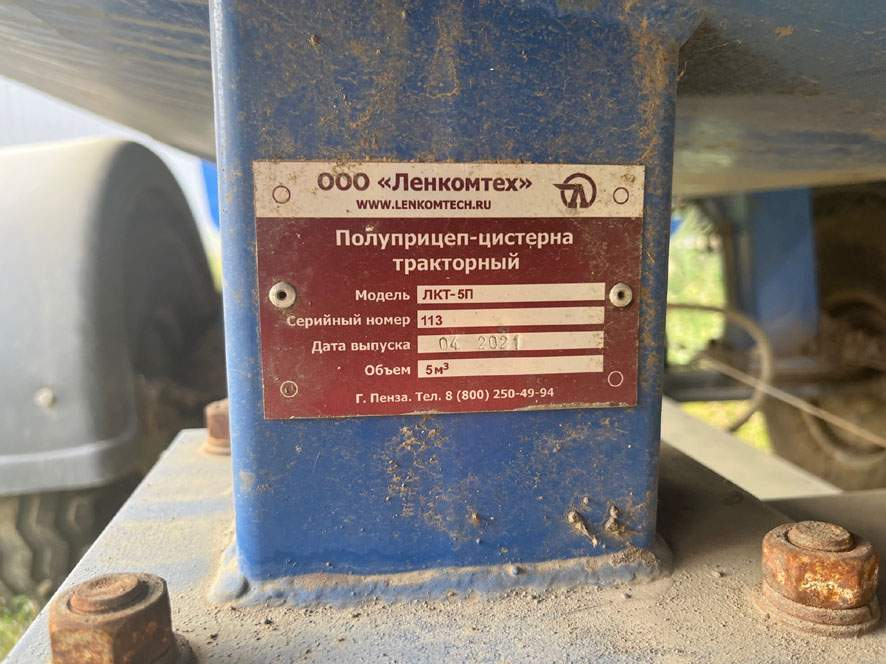 ООО «Ленкомтех»
WWW.LENKOMTECH.RU
Полуприцеп-цистерна
тракторный
Модель ЛКТ-5П
Серийный номер 113
Дата выпуска 04 2021
Объем 5м³
Г. Пенза. Тел. 8 (800) 250-49-94